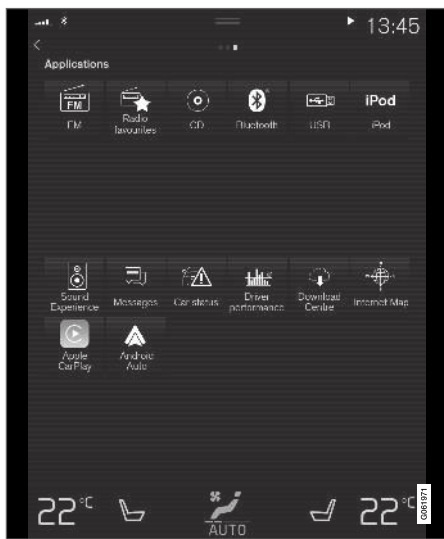 13:45
Applications
FM
iPod
FM
Radio
favourites
CD
Bluetooth
USB
iPod
Sound
Experience
Messages
Car status
Driver
performance
Download
Centre
Internet Map
Apple
CarPlay
Android
Auto
22°C
22°C
AUTO
G061971